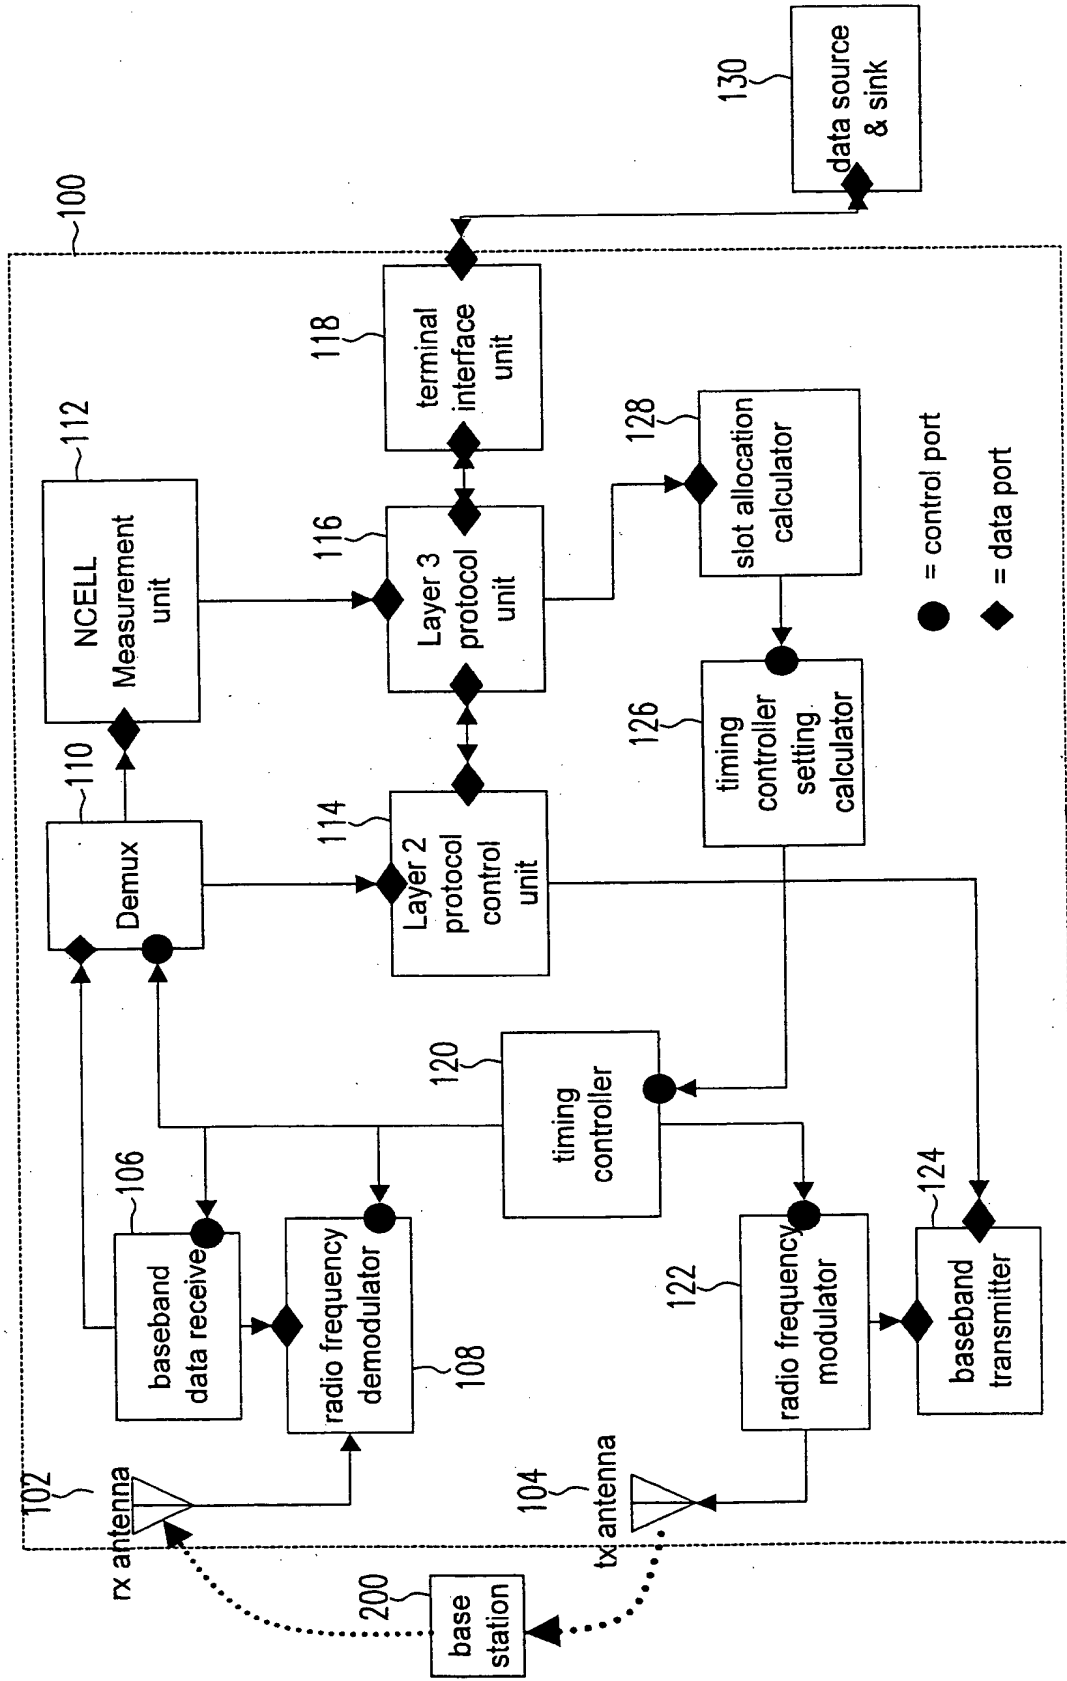 100
130
data source
& sink
112
NCELL
Measurement
unit
118
terminal
interface
unit
110
Demux
116
Layer 3
protocol
unit
128
slot allocation
calculator
114
Layer 2
protocol
control
unit
126
timing
controller
setting
calculator
106
baseband
data receive
120
timing
controller
108
radio frequency
demodulator
122
radio frequency
modulator
124
baseband
transmitter
102
rx antenna
104
tx antenna
200
base
station
= control port
= data port